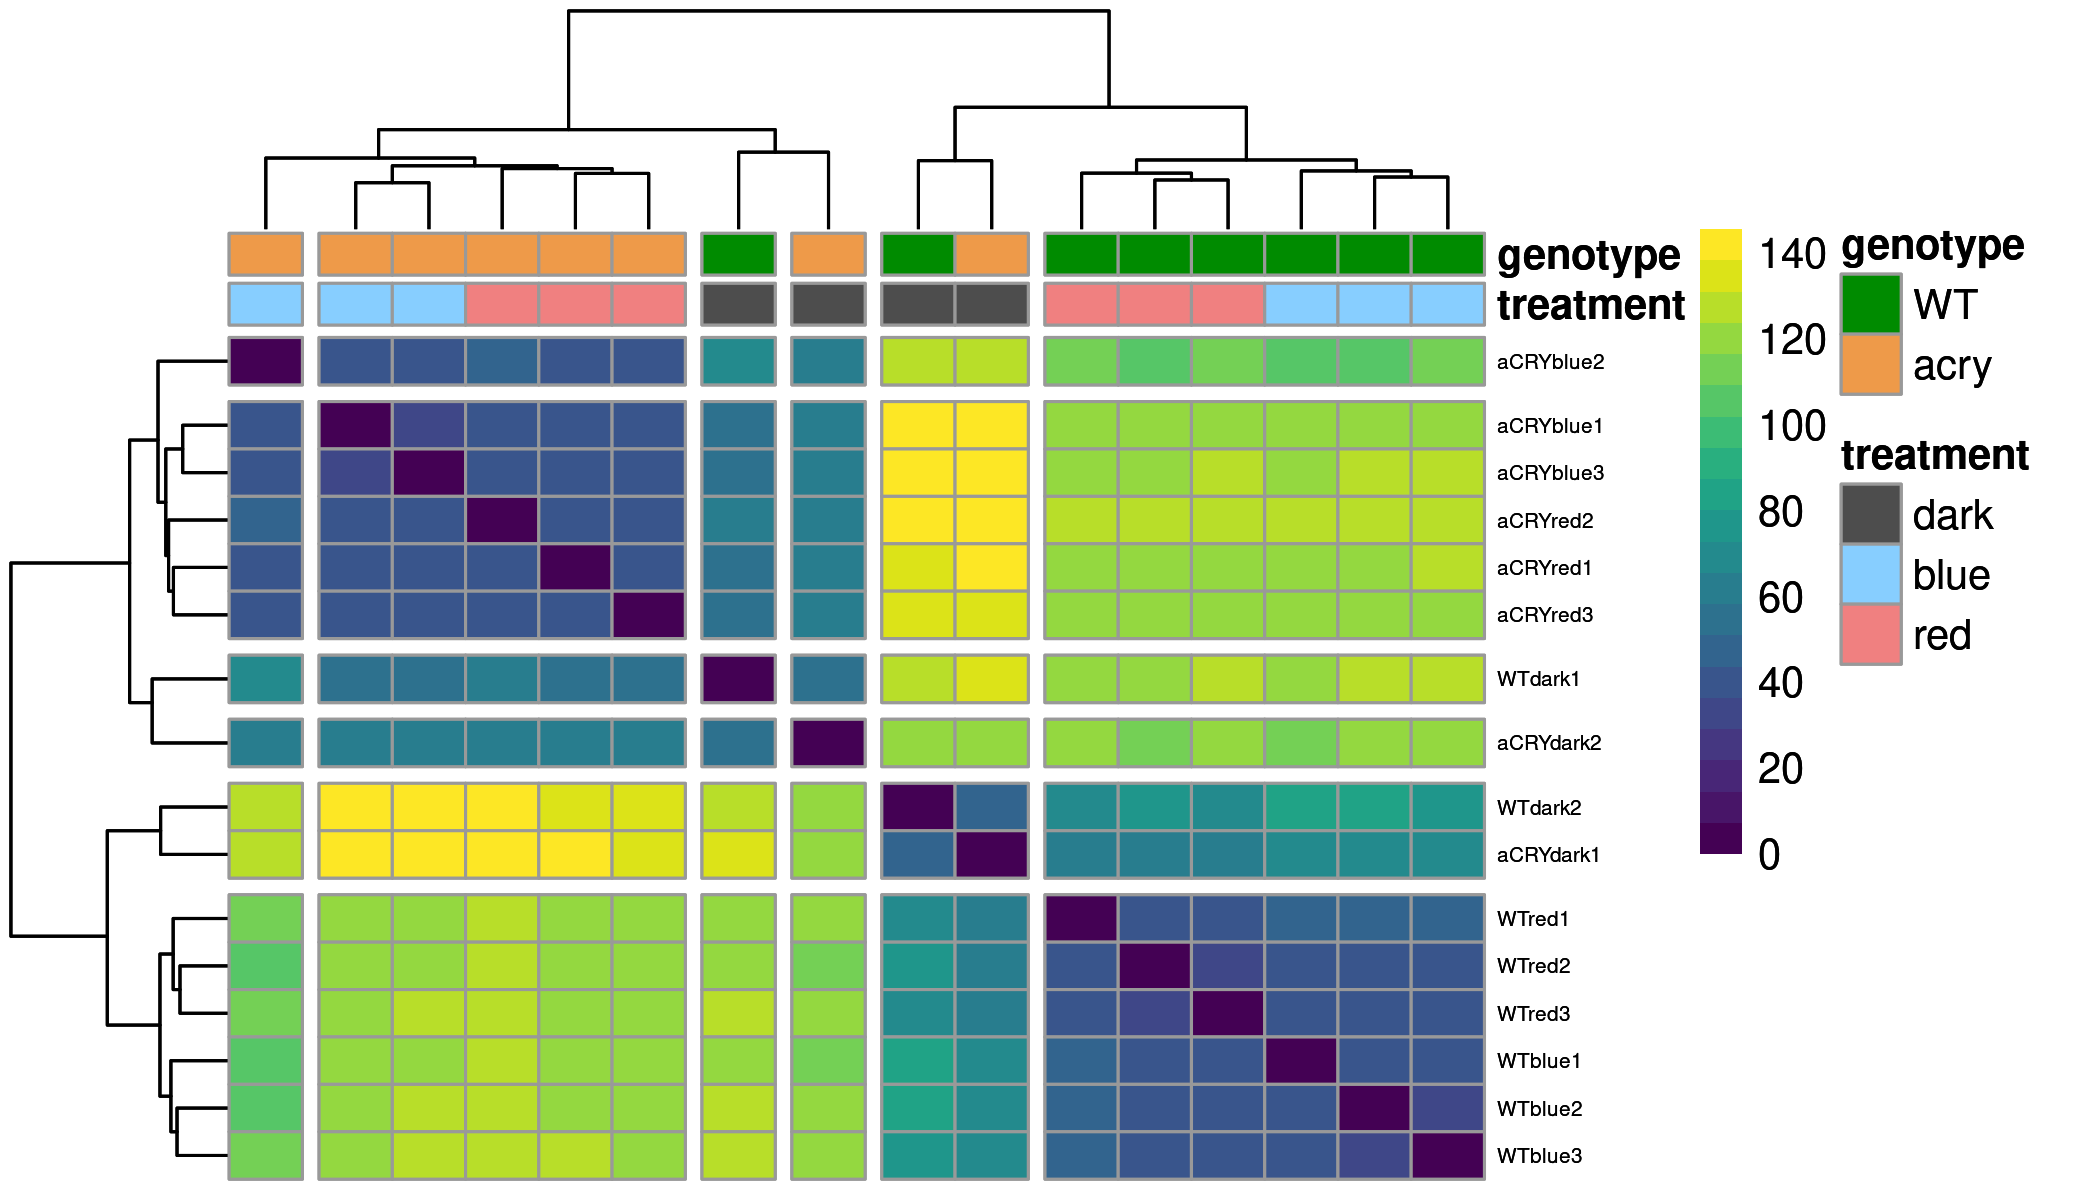 genotype
treatment
aCRYblue2
aCRYblue1
aCRYblue3
aCRYred2
aCRYred1
aCRYred3
WTdark1
aCRYdark2
WTdark2
aCRYdark1
WTred1
WTred2
WTred3
WTblue1
WTblue2
WTblue3
140
120
100
80
60
40
20
0
genotype
WT
acry
treatment
dark
blue
red